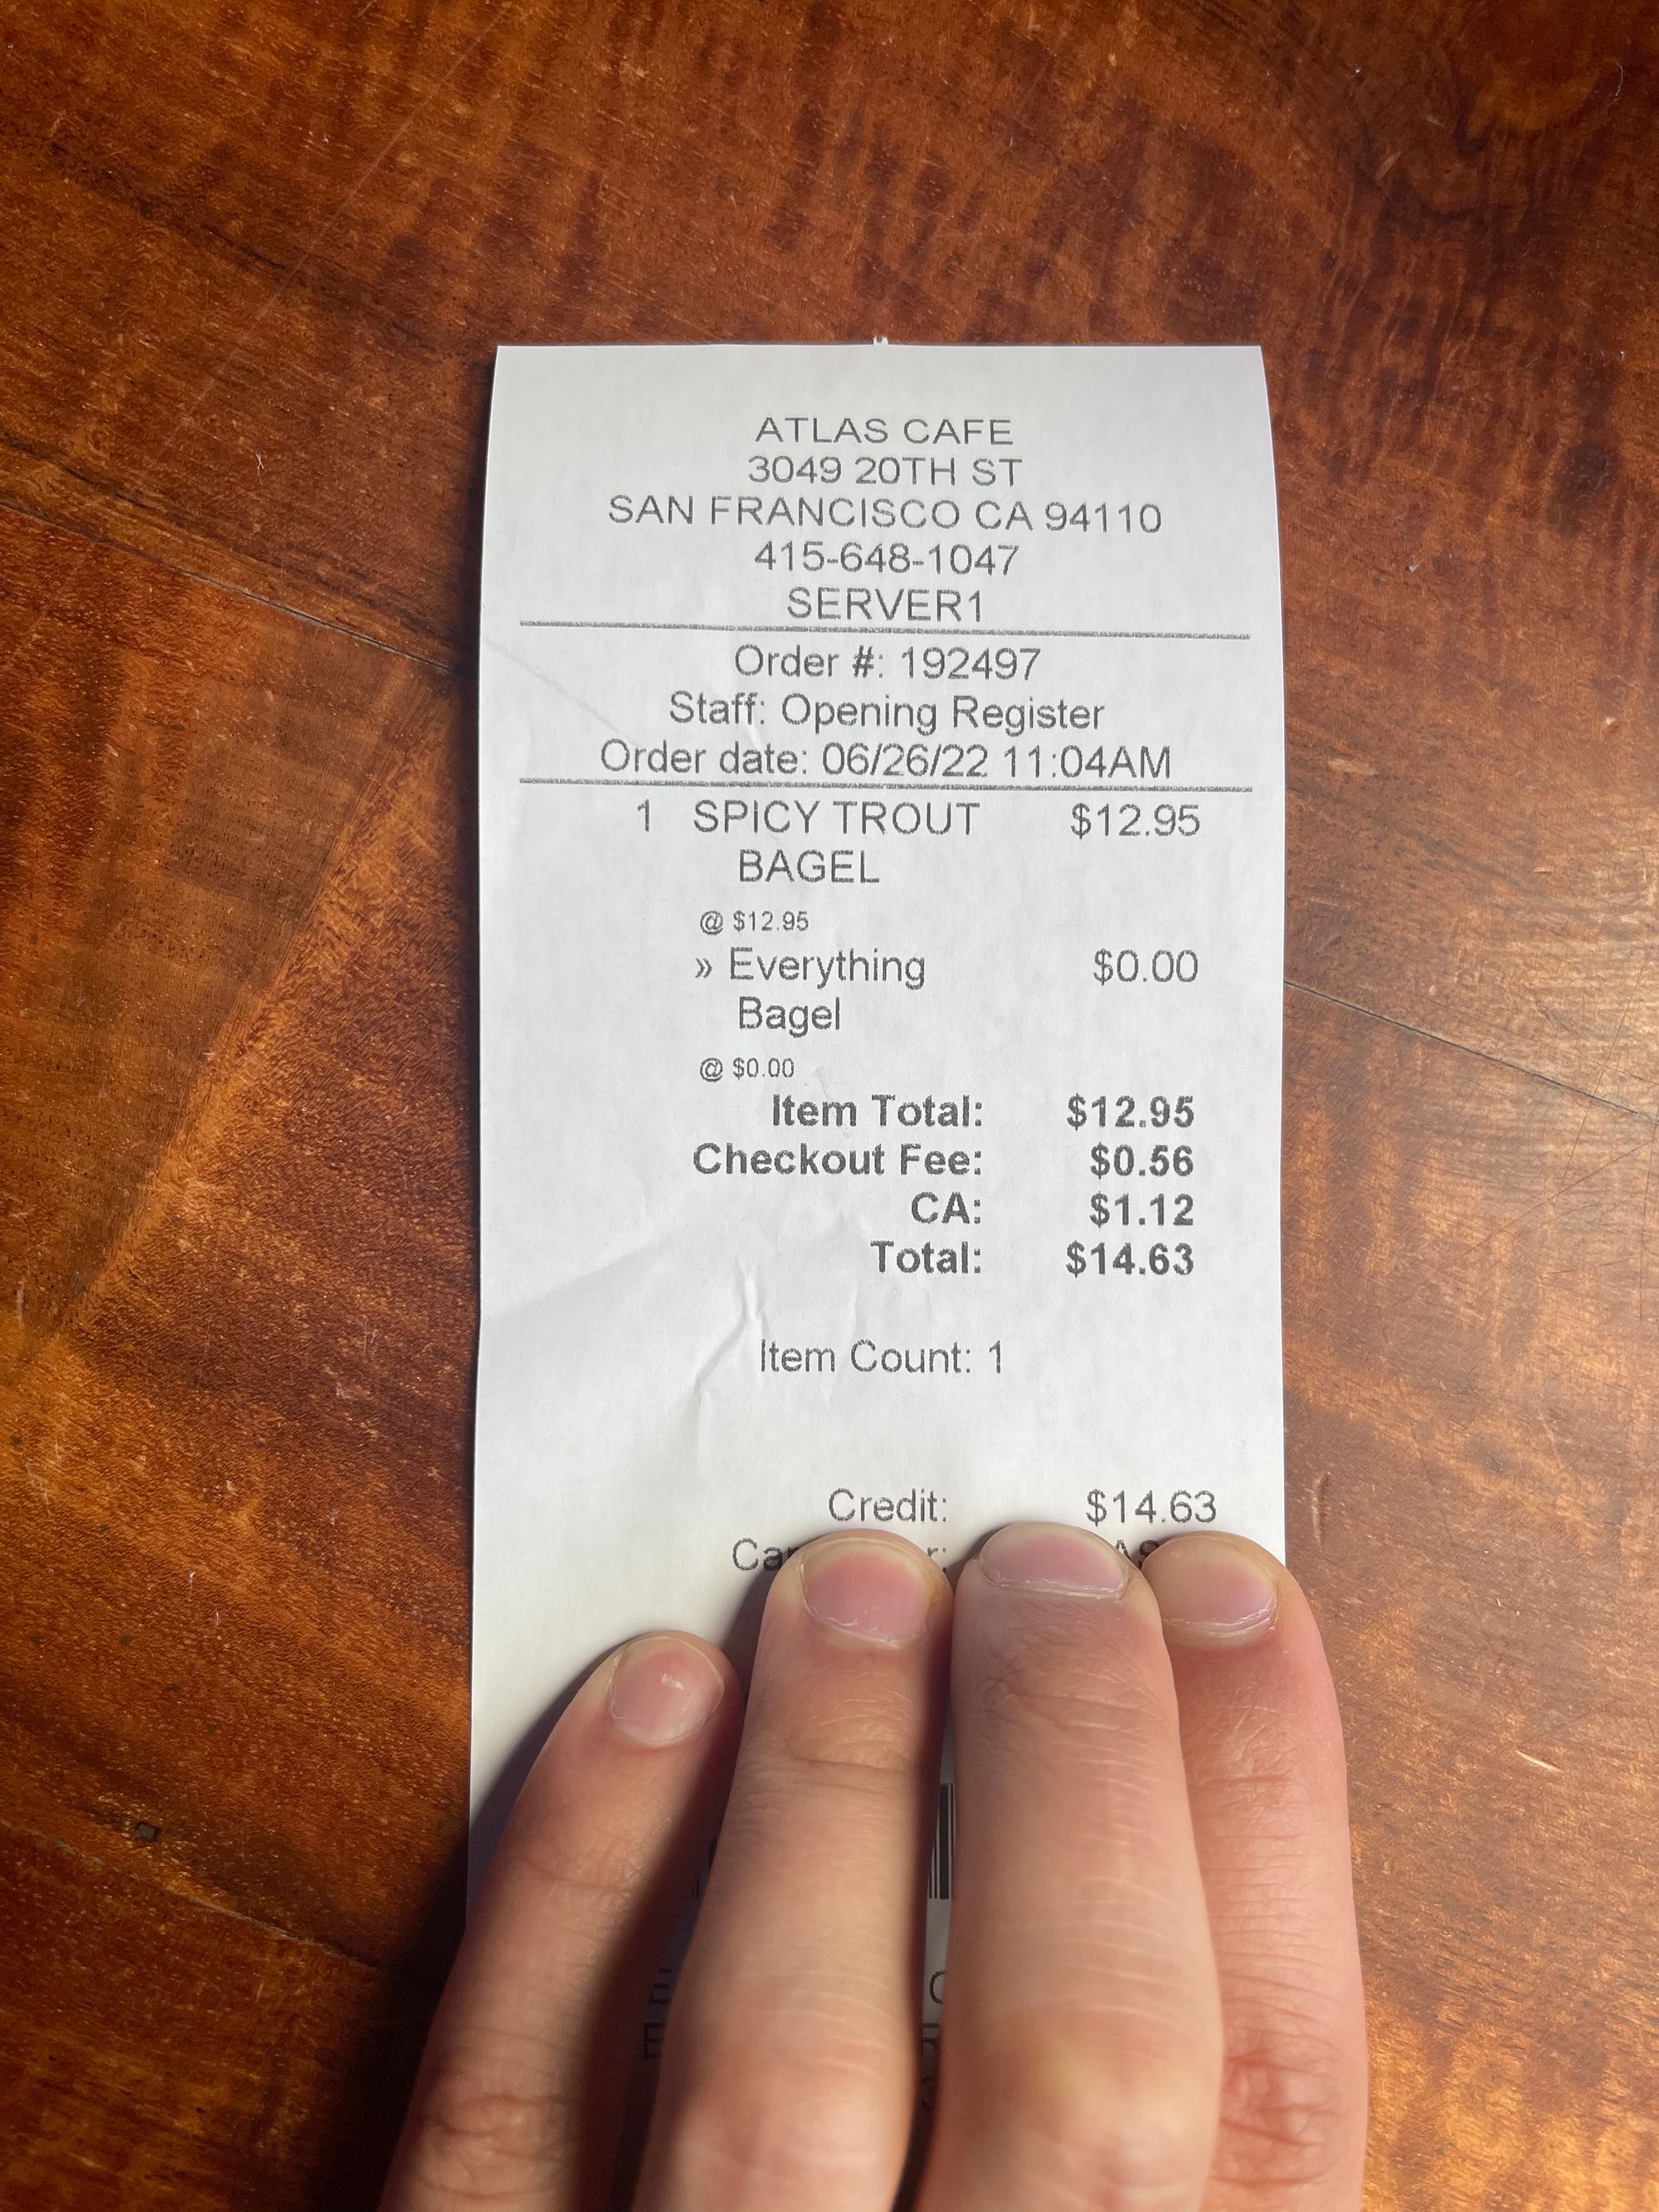 ATLAS CAFE
3049 20TH ST
SAN FRANCISCO CA 94110
415-648-1047
SERVER1
Order #: 192497
Staff: Opening Register
Order date: 06/26/22 11:04AM
1 SPICY TROUT $12.95
BAGEL
@ $12.95
» Everything $0.00
Bagel
@ $0.00
Item Total: $12.95
Checkout Fee: $0.56
CA: $1.12
Total: $14.63
Item Count: 1
Credit: $14.63